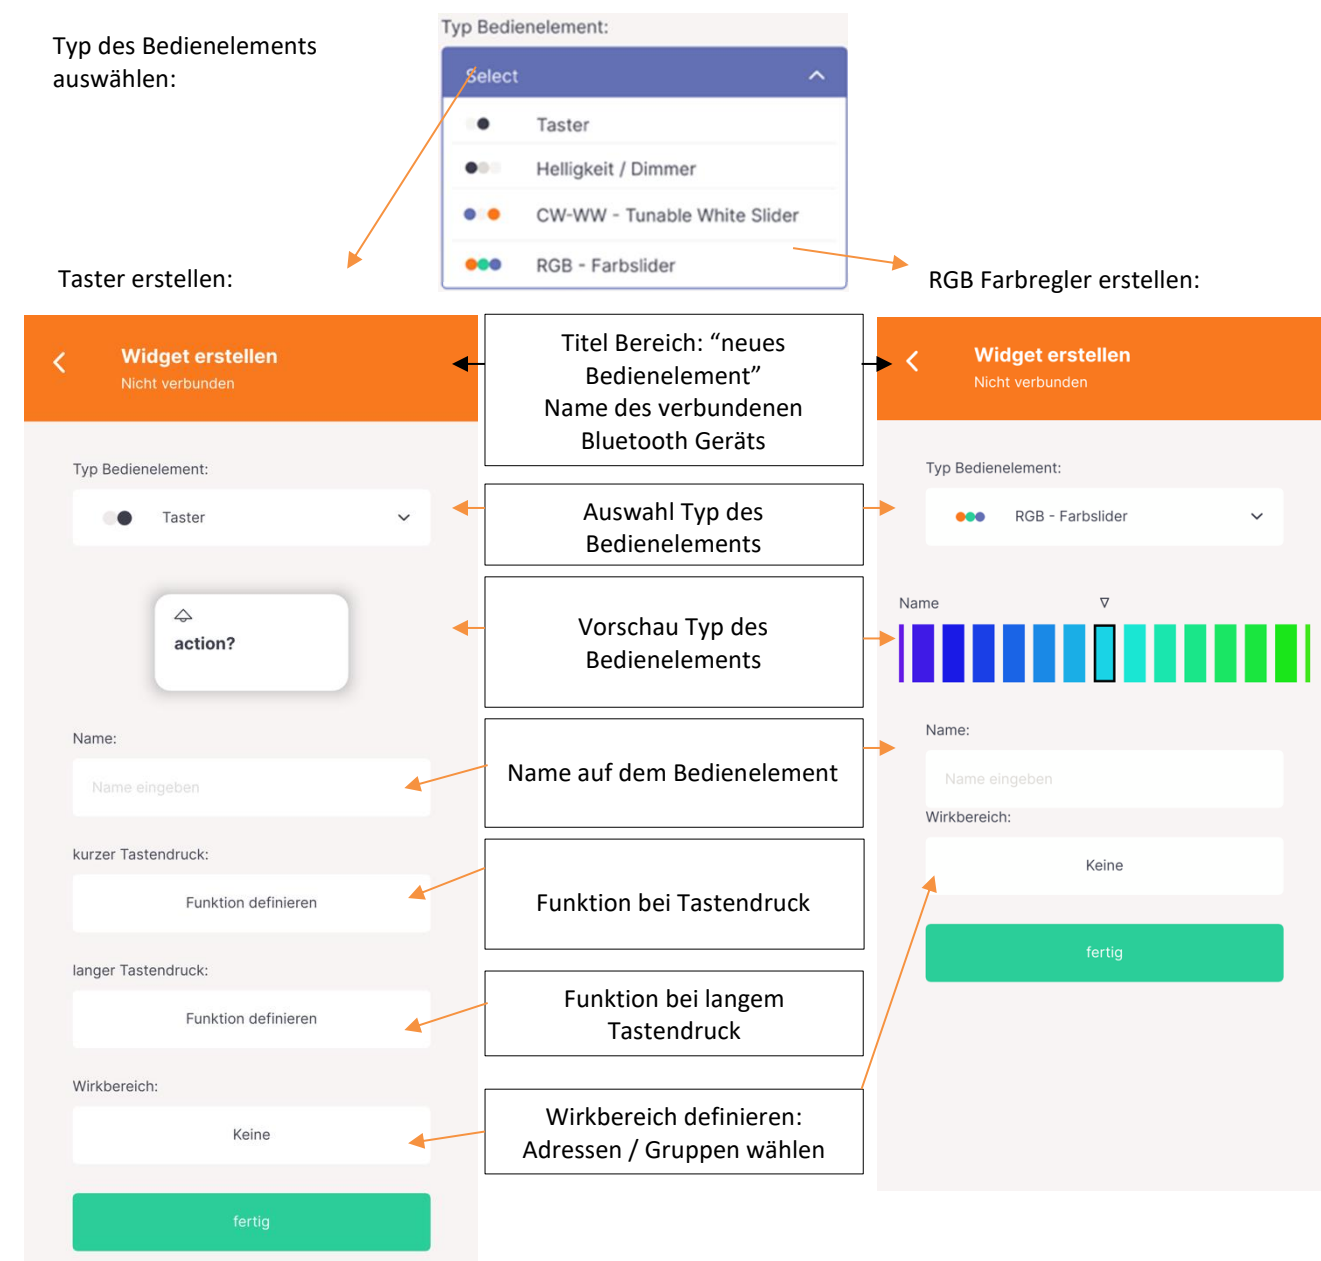 Typ des Bedienelements
auswählen:
Typ Bedienelement:
Select
Taster
Helligkeit / Dimmer
CW-WW - Tunable White Slider
RGB - Farbslider
Taster erstellen:
RGB Farbregler erstellen:
Widget erstellen
Nicht verbunden
Typ Bedienelement:
Taster
action?
Name:
Name eingeben
kurzer Tastendruck:
Funktion definieren
langer Tastendruck:
Funktion definieren
Wirkbereich:
Keine
fertig
Titel Bereich: “neues
Bedienelement”
Name des verbundenen
Bluetooth Geräts
Auswahl Typ des
Bedienelements
Vorschau Typ des
Bedienelements
Name auf dem Bedienelement
Funktion bei Tastendruck
Funktion bei langem
Tastendruck
Wirkbereich definieren:
Adressen / Gruppen wählen
Widget erstellen
Nicht verbunden
Typ Bedienelement:
RGB - Farbslider
Name
Name:
Name eingeben
Wirkbereich:
Keine
fertig